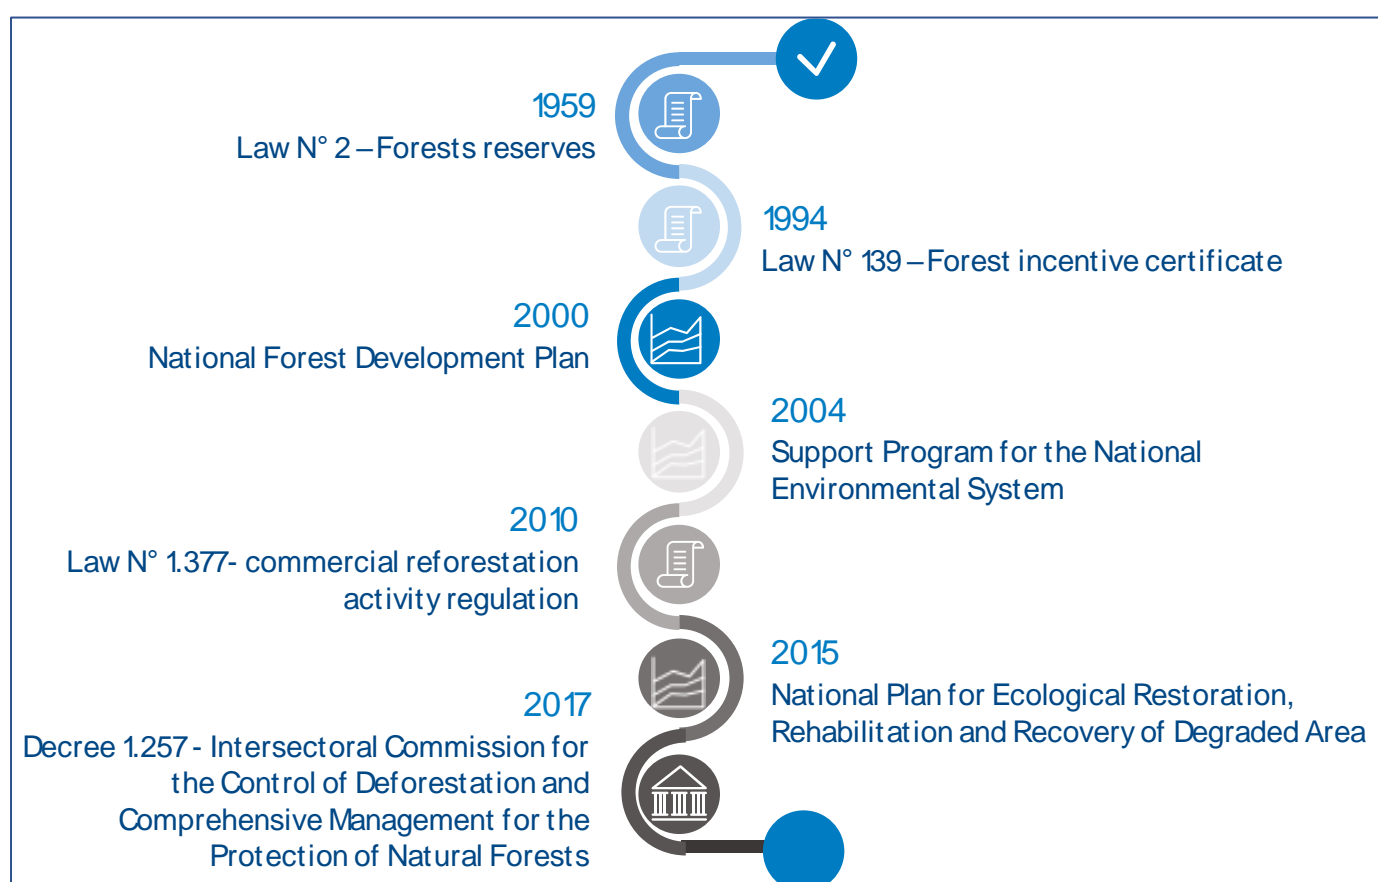 1959
Law N° 2 – Forests reserves
1994
Law N° 139 – Forest incentive certificate
2000
National Forest Development Plan
2004
Support Program for the National
Environmental System
2010
Law N° 1.377- commercial reforestation
activity regulation
2015
National Plan for Ecological Restoration,
Rehabilitation and Recovery of Degraded Area
2017
Decree 1.257 - Intersectoral Commission for
the Control of Deforestation and
Comprehensive Management for the
Protection of Natural Forests